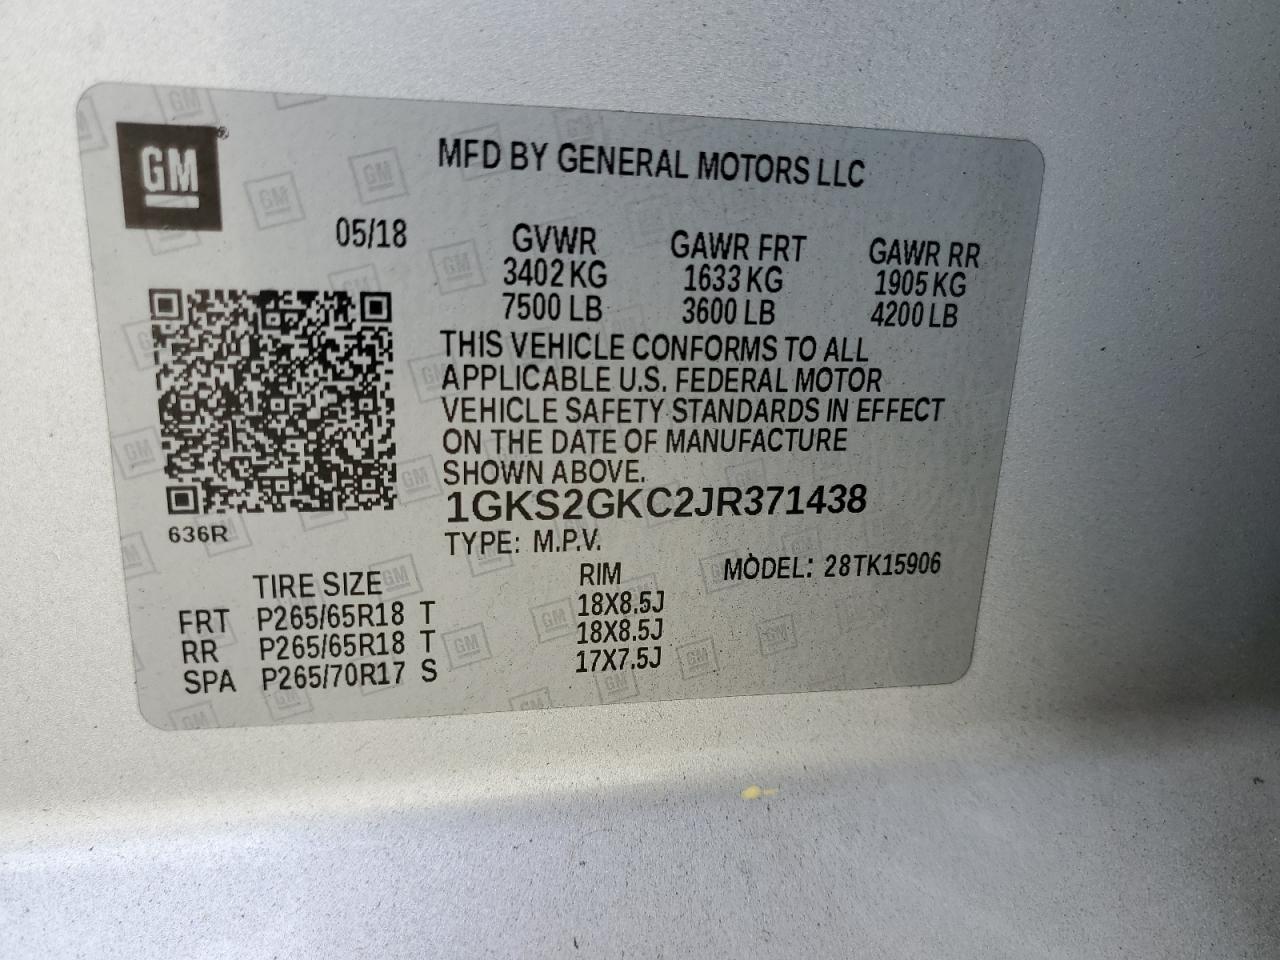 GM®
MFD BY GENERAL MOTORS LLC
05/18
GVWR GAWR FRT GAWR RR
3402 KG 1633 KG 1905 KG
7500 LB 3600 LB 4200 LB
THIS VEHICLE CONFORMS TO ALL
APPLICABLE U.S. FEDERAL MOTOR
VEHICLE SAFETY STANDARDS IN EFFECT
ON THE DATE OF MANUFACTURE
SHOWN ABOVE.
1GKS2GKC2JR371438
636R
TYPE: M.P.V.
MODEL: 28TK15906
TIRE SIZE RIM
FRT P265/65R18 T 18X8.5J
RR P265/65R18 T 18X8.5J
SPA P265/70R17 S 17X7.5J